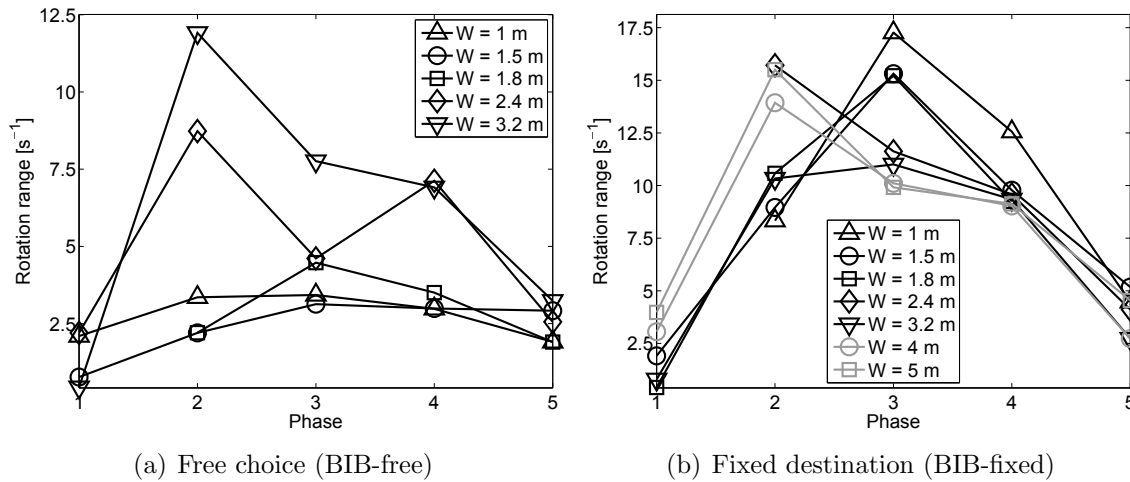 12.5
10
7.5
5
2.5
Rotation range [s⁻¹]
1 2 3 4 5
Phase
W = 1 m
W = 1.5 m
W = 1.8 m
W = 2.4 m
W = 3.2 m
(a) Free choice (BIB-free)
17.5
15
12.5
10
7.5
5
2.5
Rotation range [s⁻¹]
1 2 3 4 5
Phase
W = 1 m
W = 1.5 m
W = 1.8 m
W = 2.4 m
W = 3.2 m
W = 4 m
W = 5 m
(b) Fixed destination (BIB-fixed)